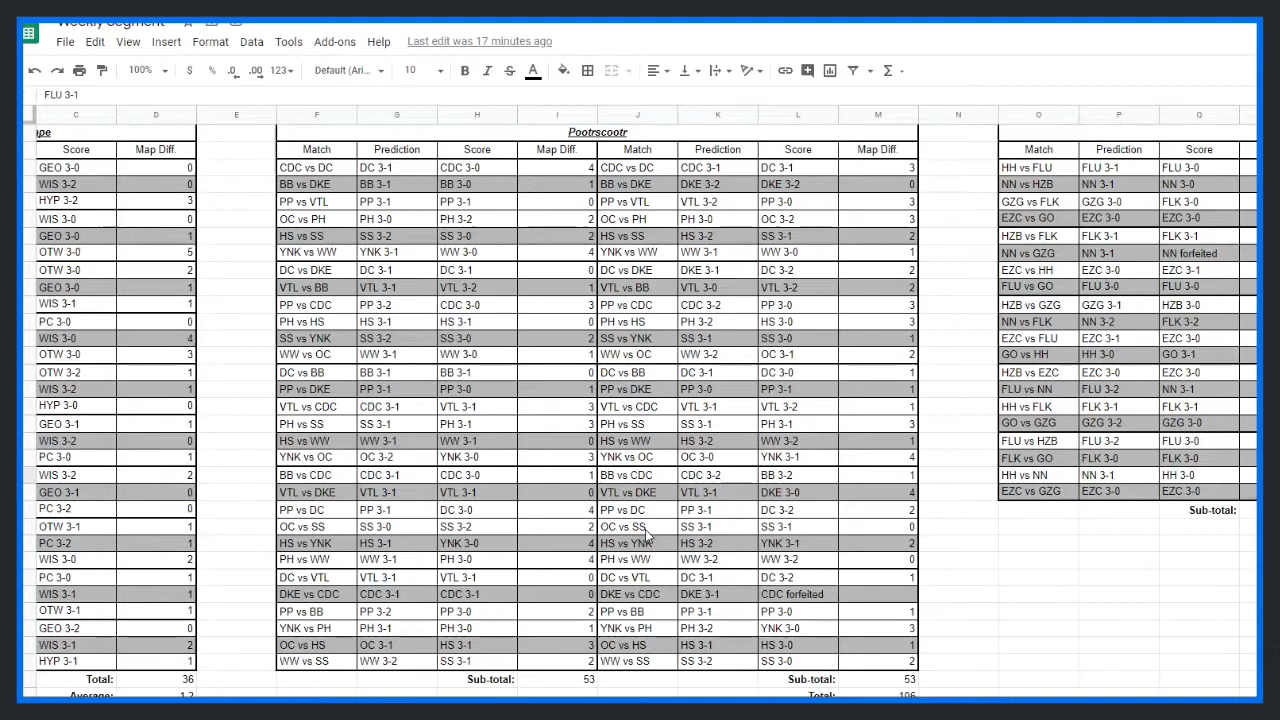 Weekly Segment
File Edit View Insert Format Data Tools Add-ons Help Last edit was 17 minutes ago
100% $ % .0 .00 123 Default (Ari... 10 B I S A
FLU 3-1
C D E F G H I J K L M N O P Q
ape Pootrscootr
Score Map Diff. Match Prediction Score Map Diff. Match Prediction Score Map Diff. Match Prediction Score
GEO 3-0 0 CDC vs DC DC 3-1 CDC 3-0 4 CDC vs DC CDC 3-1 DC 3-1 3 HH vs FLU FLU 3-1 FLU 3-0
WIS 3-2 0 BB vs DKE BB 3-1 BB 3-0 1 BB vs DKE DKE 3-2 DKE 3-2 0 NN vs HZB NN 3-1 NN 3-0
HYP 3-2 3 PP vs VTL PP 3-1 PP 3-1 0 PP vs VTL VTL 3-2 PP 3-0 3 GZG vs FLK GZG 3-0 FLK 3-0
WIS 3-0 0 OC vs PH PH 3-0 PH 3-2 2 OC vs PH PH 3-0 OC 3-2 3 EZC vs GO EZC 3-0 EZC 3-0
GEO 3-0 1 HS vs SS SS 3-2 SS 3-0 2 HS vs SS HS 3-2 SS 3-1 2 HZB vs FLK FLK 3-1 FLK 3-1
OTW 3-0 5 YNK vs WW YNK 3-1 WW 3-0 4 YNK vs WW WW 3-1 WW 3-0 1 NN vs GZG NN 3-1 NN forfeited
OTW 3-0 2 DC vs DKE DC 3-1 DC 3-1 0 DC vs DKE DKE 3-1 DC 3-2 2 EZC vs HH EZC 3-0 EZC 3-1
GEO 3-0 1 VTL vs BB VTL 3-1 VTL 3-2 1 VTL vs BB VTL 3-0 VTL 3-2 2 FLU vs GO FLU 3-0 FLU 3-0
WIS 3-1 1 PP vs CDC PP 3-2 CDC 3-0 3 PP vs CDC CDC 3-2 PP 3-0 3 HZB vs GZG GZG 3-1 HZB 3-0
PC 3-0 1 PH vs HS HS 3-1 HS 3-1 0 PH vs HS PH 3-2 HS 3-0 3 NN vs FLK NN 3-2 FLK 3-2
WIS 3-0 4 SS vs YNK SS 3-2 SS 3-0 2 SS vs YNK SS 3-1 SS 3-0 1 EZC vs FLU EZC 3-1 EZC 3-0
OTW 3-0 3 WW vs OC WW 3-1 WW 3-0 1 WW vs OC WW 3-2 OC 3-1 2 GO vs HH HH 3-0 GO 3-1
OTW 3-2 1 DC vs BB BB 3-1 BB 3-1 0 DC vs BB DC 3-1 DC 3-0 1 HZB vs EZC EZC 3-0 EZC 3-0
WIS 3-2 1 PP vs DKE PP 3-1 PP 3-0 1 PP vs DKE PP 3-0 PP 3-1 1 FLU vs NN FLU 3-2 NN 3-1
HYP 3-0 0 VTL vs CDC CDC 3-1 VTL 3-1 3 VTL vs CDC VTL 3-1 VTL 3-2 1 HH vs FLK FLK 3-1 FLK 3-0
GEO 3-1 1 PH vs SS SS 3-1 PH 3-1 3 PH vs SS SS 3-1 PH 3-1 3 GO vs GZG GZG 3-2 GZG 3-0
WIS 3-2 0 HS vs WW WW 3-1 WW 3-1 0 HS vs WW HS 3-2 WW 3-2 1 FLU vs HZB FLU 3-2 FLU 3-0
PC 3-0 1 YNK vs OC OC 3-2 YNK 3-0 3 YNK vs OC OC 3-0 YNK 3-1 4 FLK vs GO FLK 3-0 FLK 3-0
WIS 3-2 2 BB vs CDC CDC 3-1 CDC 3-0 1 BB vs CDC CDC 3-2 BB 3-2 1 HH vs NN NN 3-1 HH 3-0
GEO 3-1 0 VTL vs DKE VTL 3-1 VTL 3-1 0 VTL vs DKE VTL 3-1 DKE 3-0 4 EZC vs GZG EZC 3-0 EZC 3-0
PC 3-2 0 PP vs DC PP 3-1 DC 3-0 4 PP vs DC PP 3-1 DC 3-2 2 Sub-total:
OTW 3-1 1 OC vs SS SS 3-0 SS 3-2 2 OC vs SS SS 3-1 SS 3-1 0
PC 3-2 1 HS vs YNK HS 3-1 YNK 3-0 4 HS vs YNK HS 3-2 YNK 3-1 2
WIS 3-0 2 PH vs WW WW 3-1 PH 3-0 4 PH vs WW WW 3-2 WW 3-2 0
PC 3-0 1 DC vs VTL VTL 3-1 VTL 3-1 0 DC vs VTL DC 3-1 DC 3-2 1
WIS 3-1 1 DKE vs CDC CDC 3-1 CDC 3-1 0 DKE vs CDC DKE 3-1 CDC forfeited
OTW 3-1 1 PP vs BB PP 3-2 PP 3-0 2 PP vs BB PP 3-1 PP 3-0 1
GEO 3-2 0 YNK vs PH PH 3-1 PH 3-0 1 YNK vs PH PH 3-2 YNK 3-0 3
WIS 3-1 2 OC vs HS OC 3-1 HS 3-1 3 OC vs HS HS 3-1 HS 3-0 1
HYP 3-1 1 WW vs SS WW 3-2 SS 3-1 2 WW vs SS SS 3-2 SS 3-0 2
Total: 36 Sub-total: 53 Sub-total: 53
Average: 1.2 Total: 106